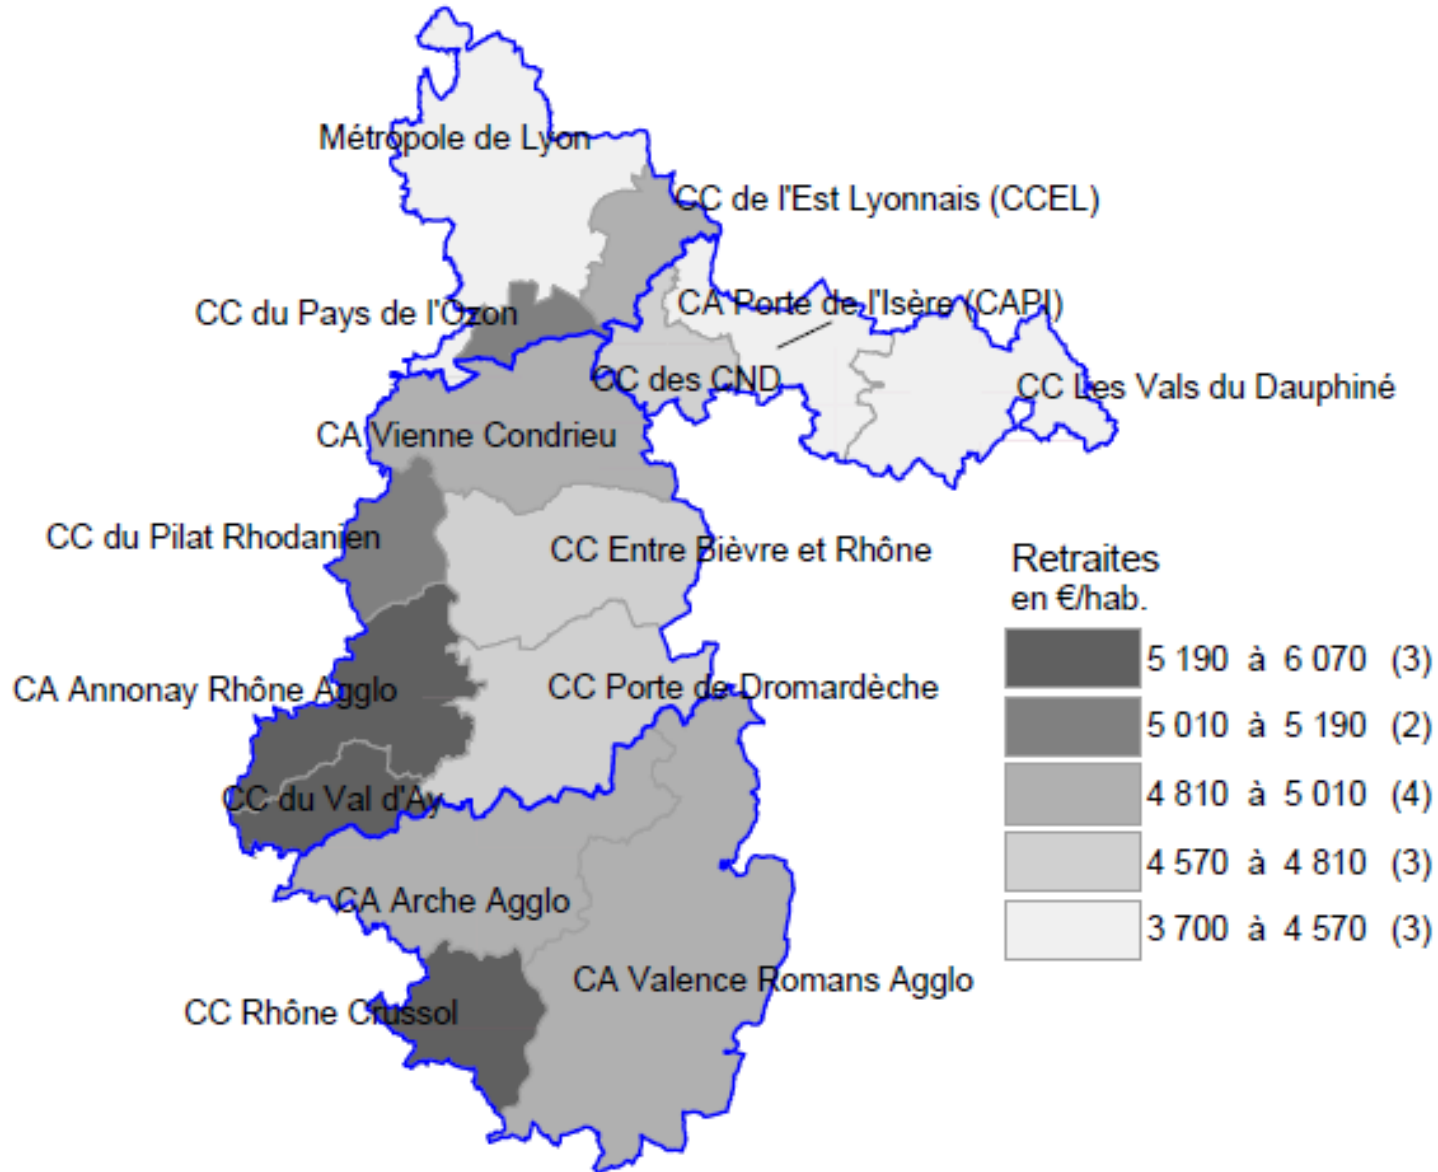 Métropole de Lyon
CC de l'Est Lyonnais (CCEL)
CC du Pays de l'Ozon
CA Porte de l'Isère (CAPI)
CC des CND
CC Les Vals du Dauphiné
CA Vienne Condrieu
CC du Pilat Rhodanien
CC Entre Bièvre et Rhône
CA Annonay Rhône Agglo
CC Porte de Dromardèche
CC du Val d'Ay
CA Arche Agglo
CA Valence Romans Agglo
CC Rhône Crussol
Retraites
en €/hab.
5 190 à 6 070 (3)
5 010 à 5 190 (2)
4 810 à 5 010 (4)
4 570 à 4 810 (3)
3 700 à 4 570 (3)